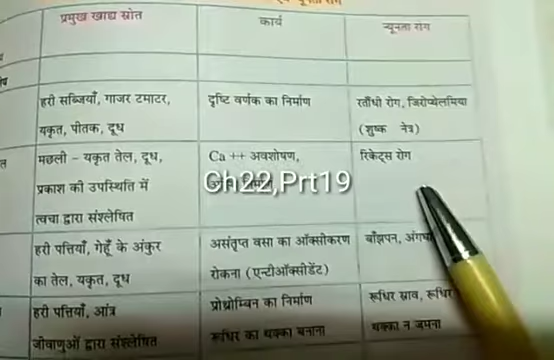 न्यूनता रोग
प्रमुख खाद्य स्रोत
कार्य
न्यूनता रोग
हरी सब्जियाँ, गाजर टमाटर,
यकृत, पीतक, दूध
दृष्टि वर्णक का निर्माण
रतौंधी रोग, जिरोप्थेलमिया
(शुष्क नेत्र)
मछली - यकृत तेल, दूध,
प्रकाश की उपस्थिति में
त्वचा द्वारा संश्लेषित
Ca ++ अवशोषण,
रिकेट्स रोग
Ch22,Prt19
हरी पत्तियाँ, गेहूँ के अंकुर
का तेल, यकृत, दूध
असंतृप्त वसा का ऑक्सीकरण
रोकना (एन्टीऑक्सीडेंट)
बाँझपन,
हरी पत्तियाँ, आंत्र
जीवाणुओं द्वारा संश्लेषित
प्रोथ्रोम्बिन का निर्माण
रूधिर का थक्का बनाना
रूधिर स्राव, रूधिर
थक्का न जमना